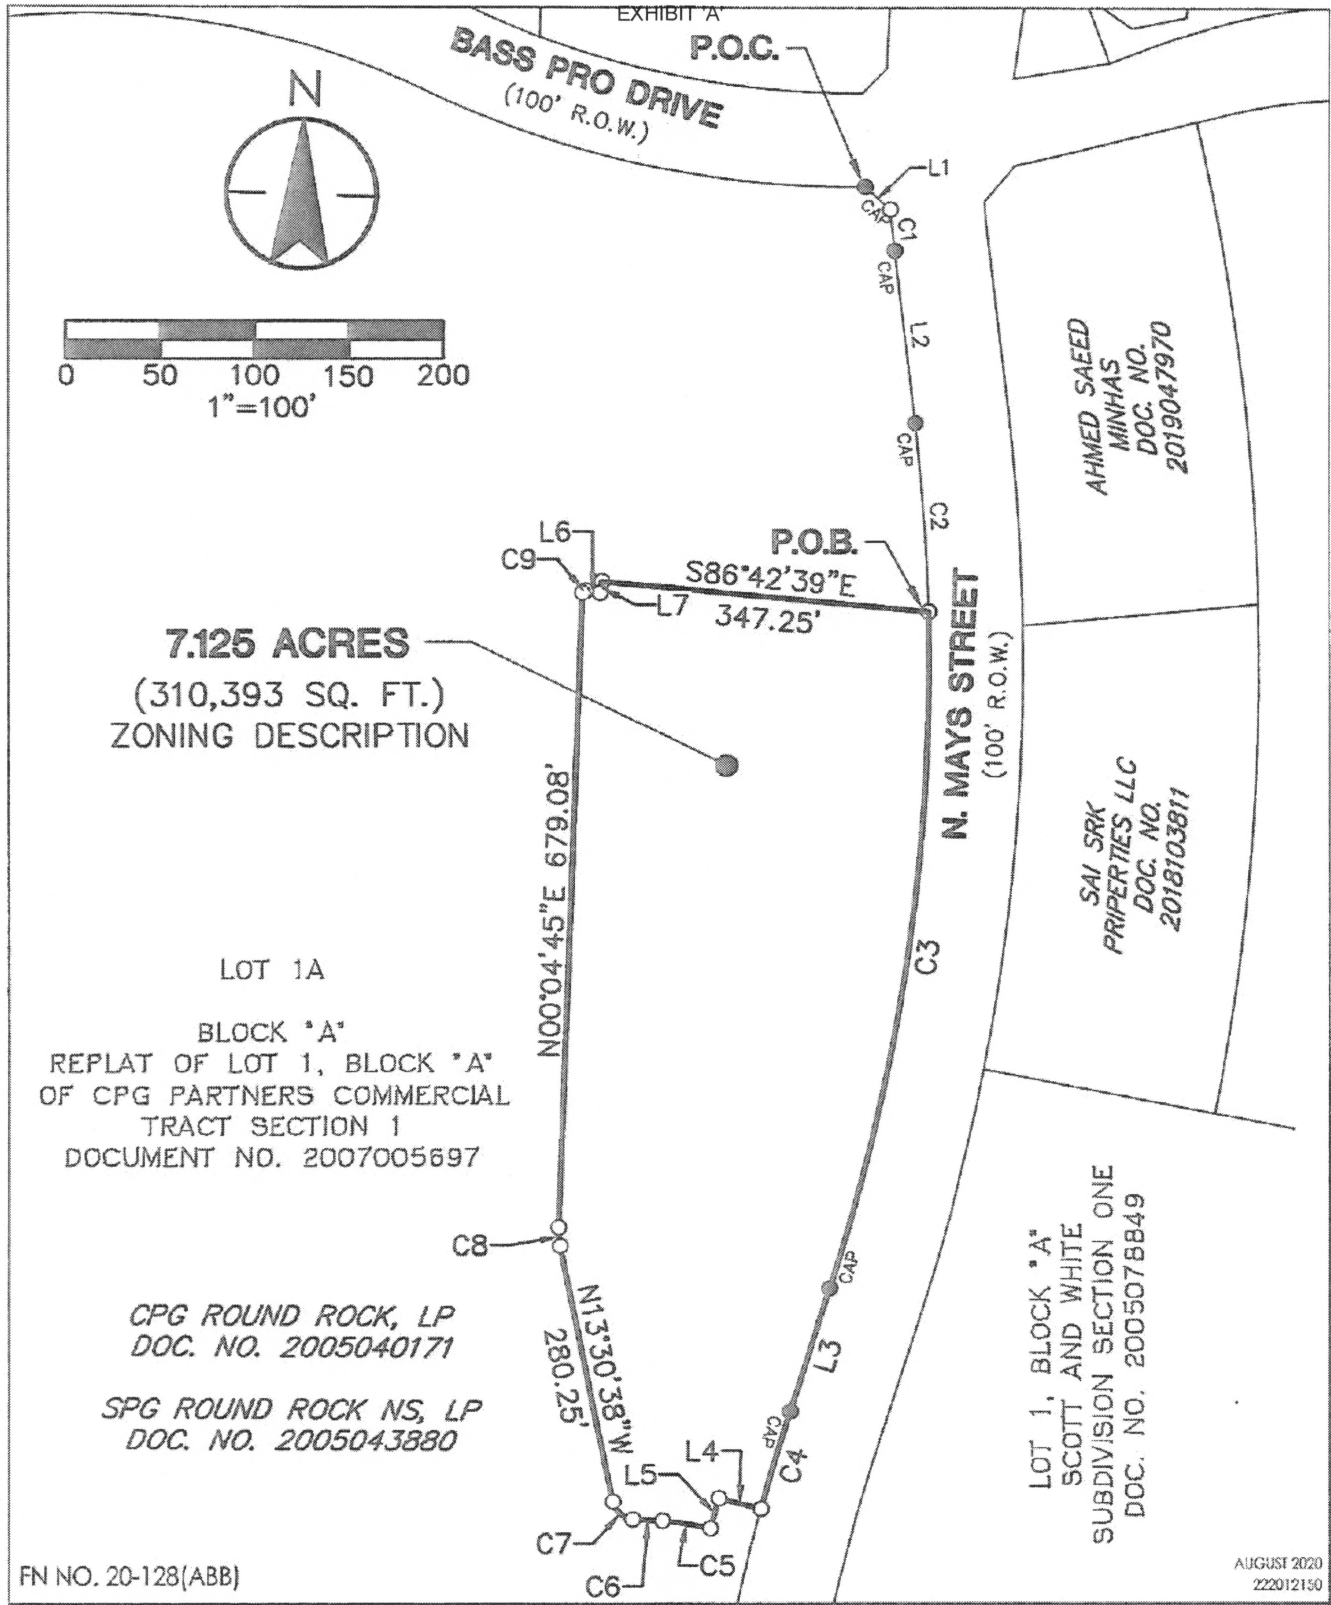 EXHIBIT 'A'
BASS PRO DRIVE
(100' R.O.W.)
P.O.C.
N
L1
CAP
C1
CAP
L2
0 50 100 150 200
1"=100'
CAP
C2
AHMED SAEED
MINHAS
DOC. NO.
2019047970
L6
C9
P.O.B.
S86°42'39"E
347.25'
L7
7.125 ACRES
(310,393 SQ. FT.)
ZONING DESCRIPTION
N. MAYS STREET
(100' R.O.W.)
N00°04'45"E 679.08'
SAI SRK
PRIPERTIES LLC
DOC. NO.
2018103811
C3
LOT 1A
BLOCK "A"
REPLAT OF LOT 1, BLOCK "A"
OF CPG PARTNERS COMMERCIAL
TRACT SECTION 1
DOCUMENT NO. 2007005697
C8
CAP
N13°30'38"W
280.25'
L3
CPG ROUND ROCK, LP
DOC. NO. 2005040171
SPG ROUND ROCK NS, LP
DOC. NO. 2005043880
LOT 1, BLOCK "A"
SCOTT AND WHITE
SUBDIVISION SECTION ONE
DOC. NO. 2005078849
CAP
C4
L4
L5
C7
C5
C6
FN NO. 20-128(ABB)
AUGUST 2020
222012150